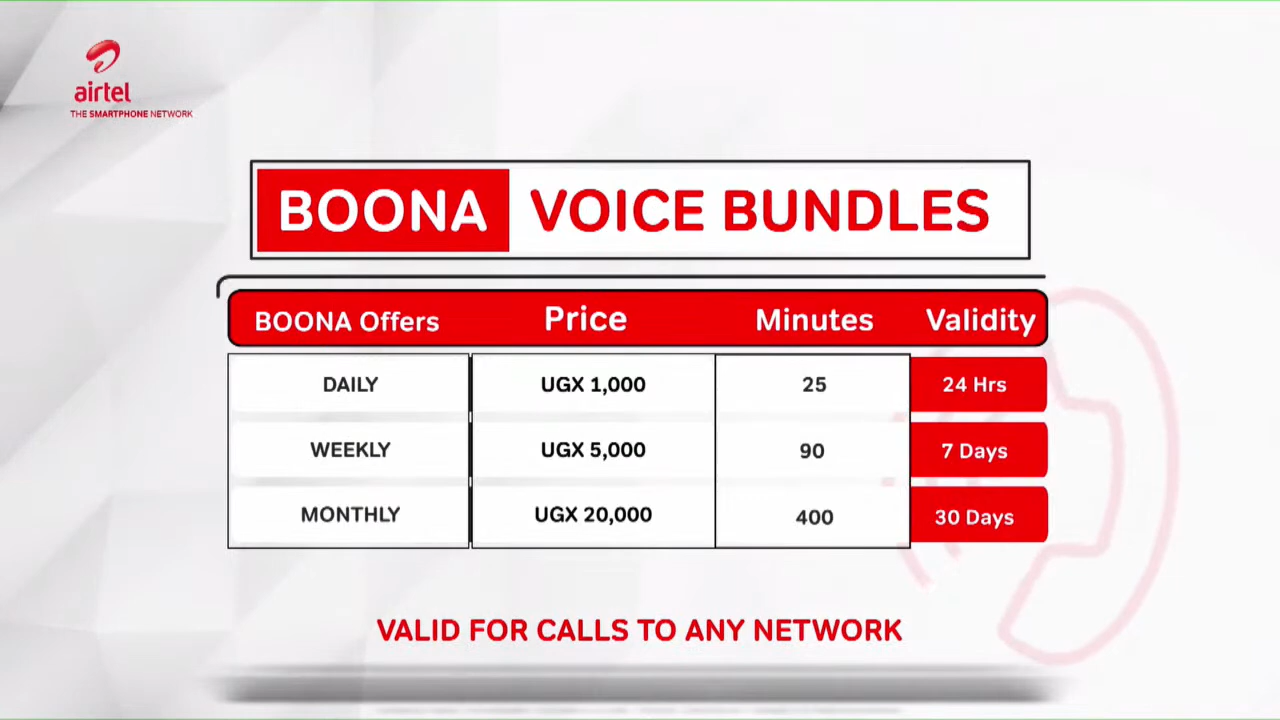 airtel
THE SMARTPHONE NETWORK
BOONA VOICE BUNDLES
BOONA Offers Price Minutes Validity
DAILY UGX 1,000 25 24 Hrs
WEEKLY UGX 5,000 90 7 Days
MONTHLY UGX 20,000 400 30 Days
VALID FOR CALLS TO ANY NETWORK